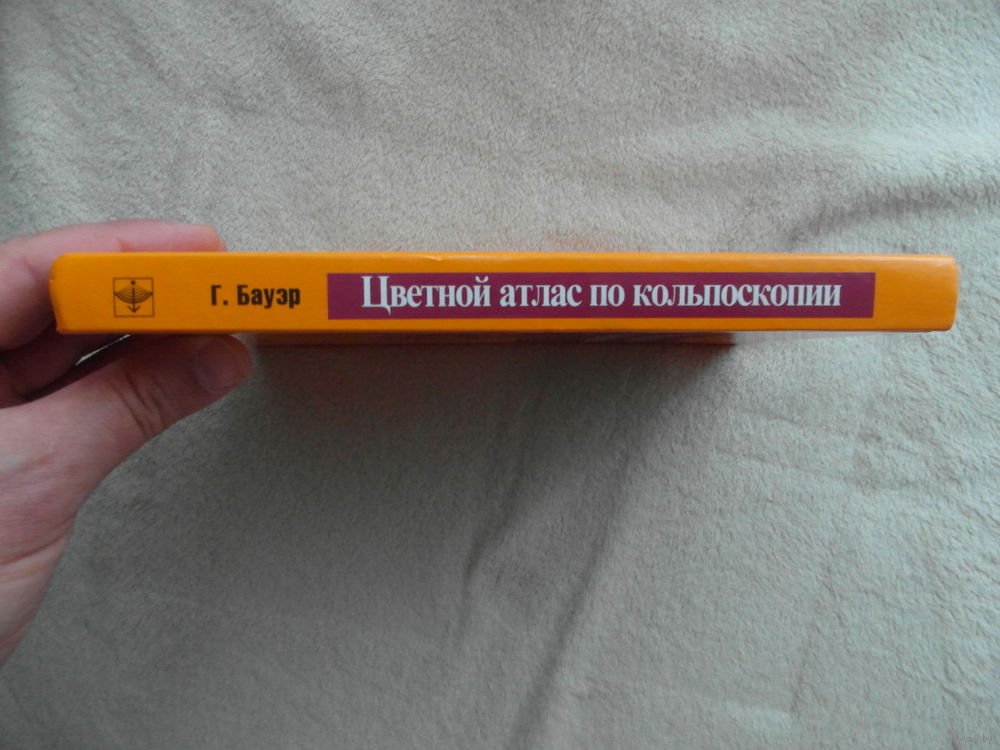 Г. Бауэр
Цветной атлас по кольпоскопии